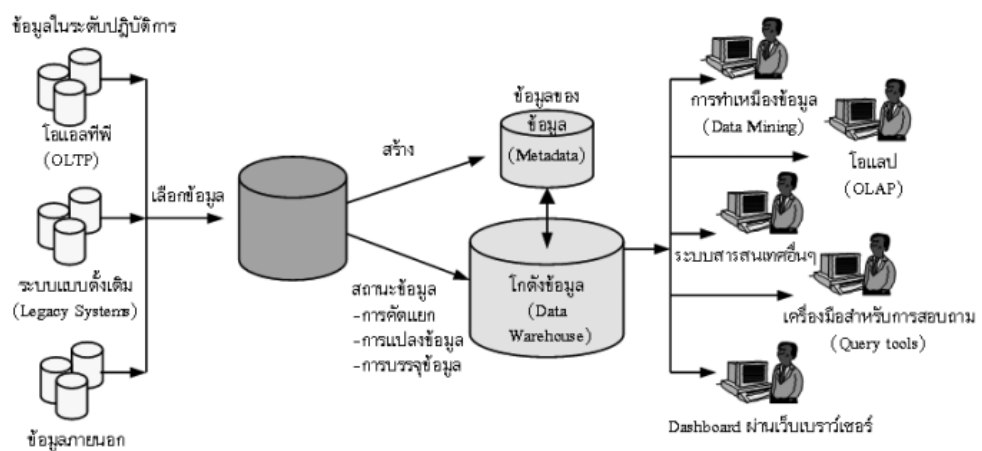 ข้อมูลในระดับปฏิบัติการ
โอแอลทีพี
(OLTP)
ระบบแบบดั้งเดิม
(Legacy Systems)
ข้อมูลภายนอก
เลือกข้อมูล
สร้าง
สถานะข้อมูล
-การคัดแยก
-การแปลงข้อมูล
-การบรรจุข้อมูล
ข้อมูลของ
ข้อมูล
(Metadata)
โกดังข้อมูล
(Data
Warehouse)
การทำเหมืองข้อมูล
(Data Mining)
โอแลป
(OLAP)
ระบบสารสนเทศอื่นๆ
เครื่องมือสำหรับการสอบถาม
(Query tools)
Dashboard ผ่านเว็บเบราว์เซอร์